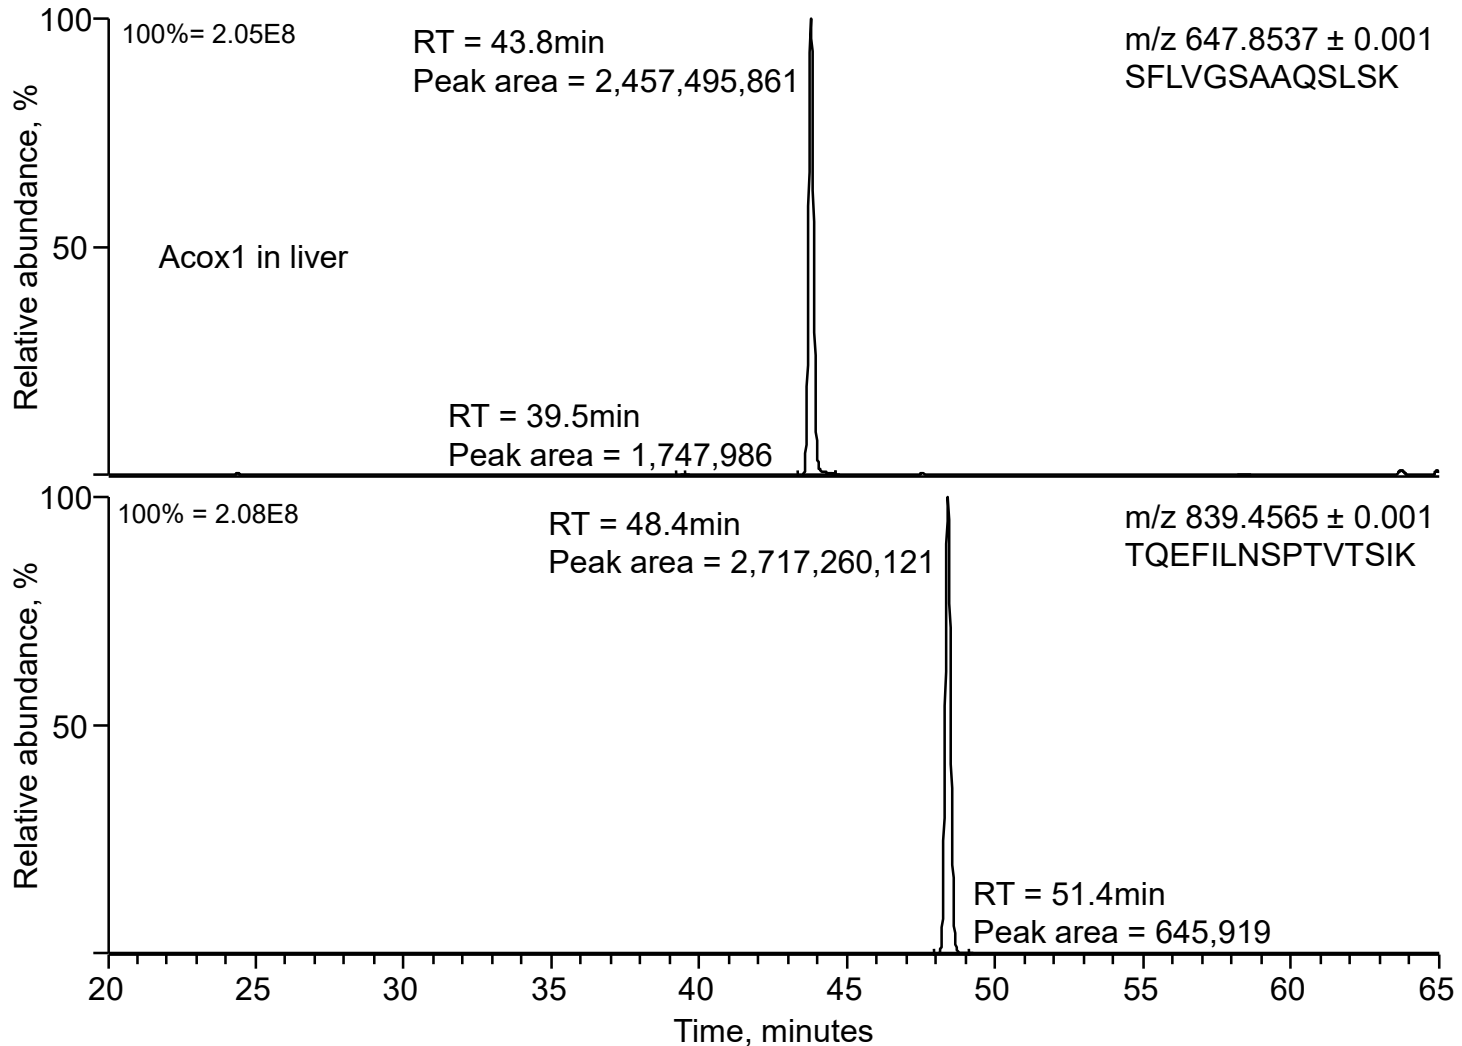 100
100%= 2.05E8
RT = 43.8min
Peak area = 2,457,495,861
m/z 647.8537 ± 0.001
SFLVGSAAQSLSK
Relative abundance, %
50
Acox1 in liver
RT = 39.5min
Peak area = 1,747,986
100
100% = 2.08E8
RT = 48.4min
Peak area = 2,717,260,121
m/z 839.4565 ± 0.001
TQEFILNSPTVTSIK
Relative abundance, %
50
RT = 51.4min
Peak area = 645,919
20 25 30 35 40 45 50 55 60 65
Time, minutes